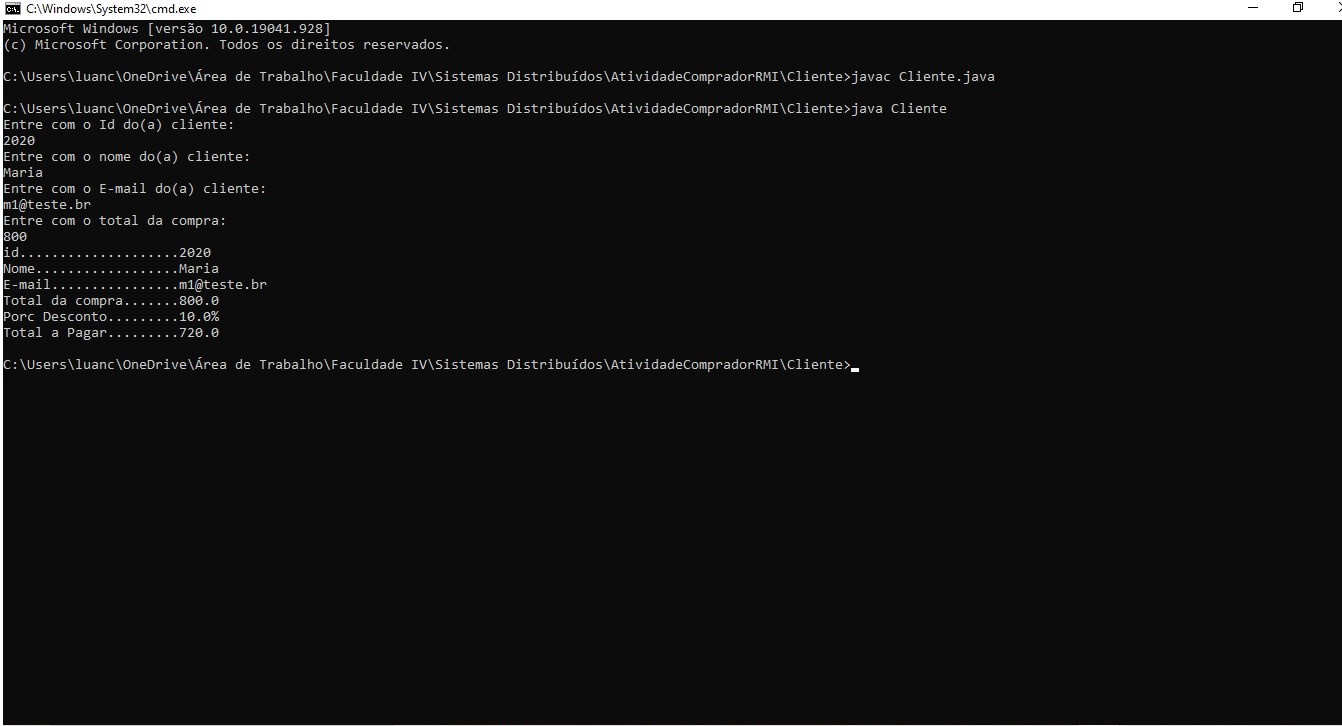 C:\Windows\System32\cmd.exe
Microsoft Windows [versão 10.0.19041.928]
(c) Microsoft Corporation. Todos os direitos reservados.
C:\Users\luanc\OneDrive\Área de Trabalho\Faculdade IV\Sistemas Distribuídos\AtividadeCompradorRMI\Cliente>javac Cliente.java
C:\Users\luanc\OneDrive\Área de Trabalho\Faculdade IV\Sistemas Distribuídos\AtividadeCompradorRMI\Cliente>java Cliente
Entre com o Id do(a) cliente:
2020
Entre com o nome do(a) cliente:
Maria
Entre com o E-mail do(a) cliente:
m1@teste.br
Entre com o total da compra:
800
id....................2020
Nome..................Maria
E-mail................m1@teste.br
Total da compra.......800.0
Porc Desconto.........10.0%
Total a Pagar.........720.0
C:\Users\luanc\OneDrive\Área de Trabalho\Faculdade IV\Sistemas Distribuídos\AtividadeCompradorRMI\Cliente>